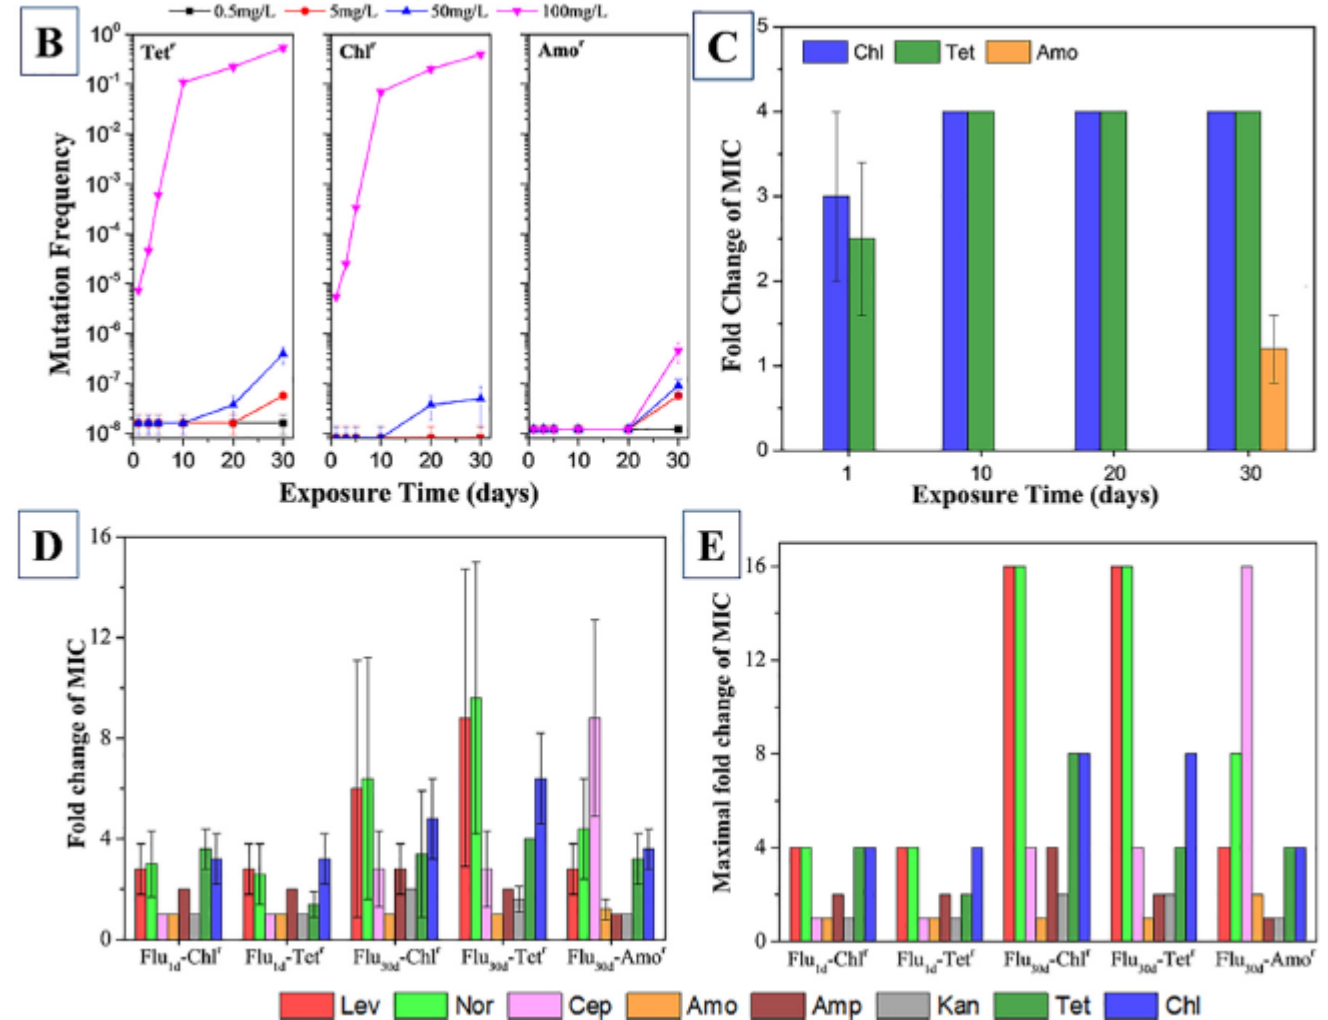 0.5mg/L 5mg/L 50mg/L 100mg/L
B
Tetʳ
Chlʳ
Amoʳ
10⁰
10⁻¹
10⁻²
10⁻³
10⁻⁴
10⁻⁵
10⁻⁶
10⁻⁷
10⁻⁸
Mutation Frequency
0 10 20 30 0 10 20 30 0 10 20 30
Exposure Time (days)
C
Chl Tet Amo
5
4
3
2
1
0
Fold Change of MIC
1 10 20 30
Exposure Time (days)
D
16
12
8
4
0
Fold change of MIC
Flu₁d-Chlʳ Flu₁d-Tetʳ Flu₃₀d-Chlʳ Flu₃₀d-Tetʳ Flu₃₀d-Amoʳ
E
16
12
8
4
0
Maximal fold change of MIC
Flu₁d-Chlʳ Flu₁d-Tetʳ Flu₃₀d-Chlʳ Flu₃₀d-Tetʳ Flu₃₀d-Amoʳ
Lev Nor Cep Amo Amp Kan Tet Chl